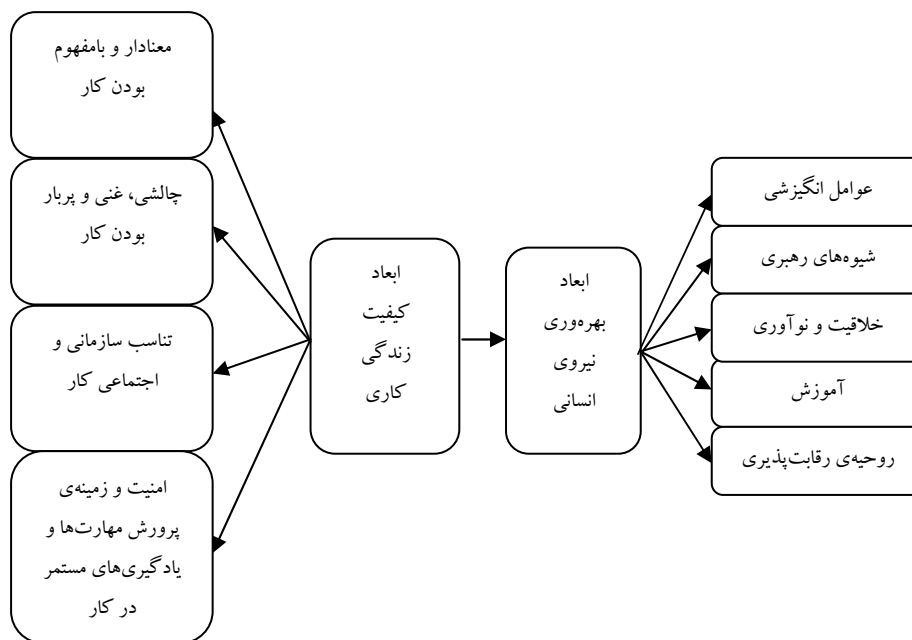 معنادار و بامفهوم
بودن کار
چالشی، غنی و پربار
بودن کار
تناسب سازمانی و
اجتماعی کار
امنیت و زمینه‌ی
پرورش مهارت‌ها و
یادگیری‌های مستمر
در کار
ابعاد
کیفیت
زندگی
کاری
ابعاد
بهره‌وری
نیروی
انسانی
عوامل انگیزشی
شیوه‌های رهبری
خلاقیت و نوآوری
آموزش
روحیه‌ی رقابت‌پذیری